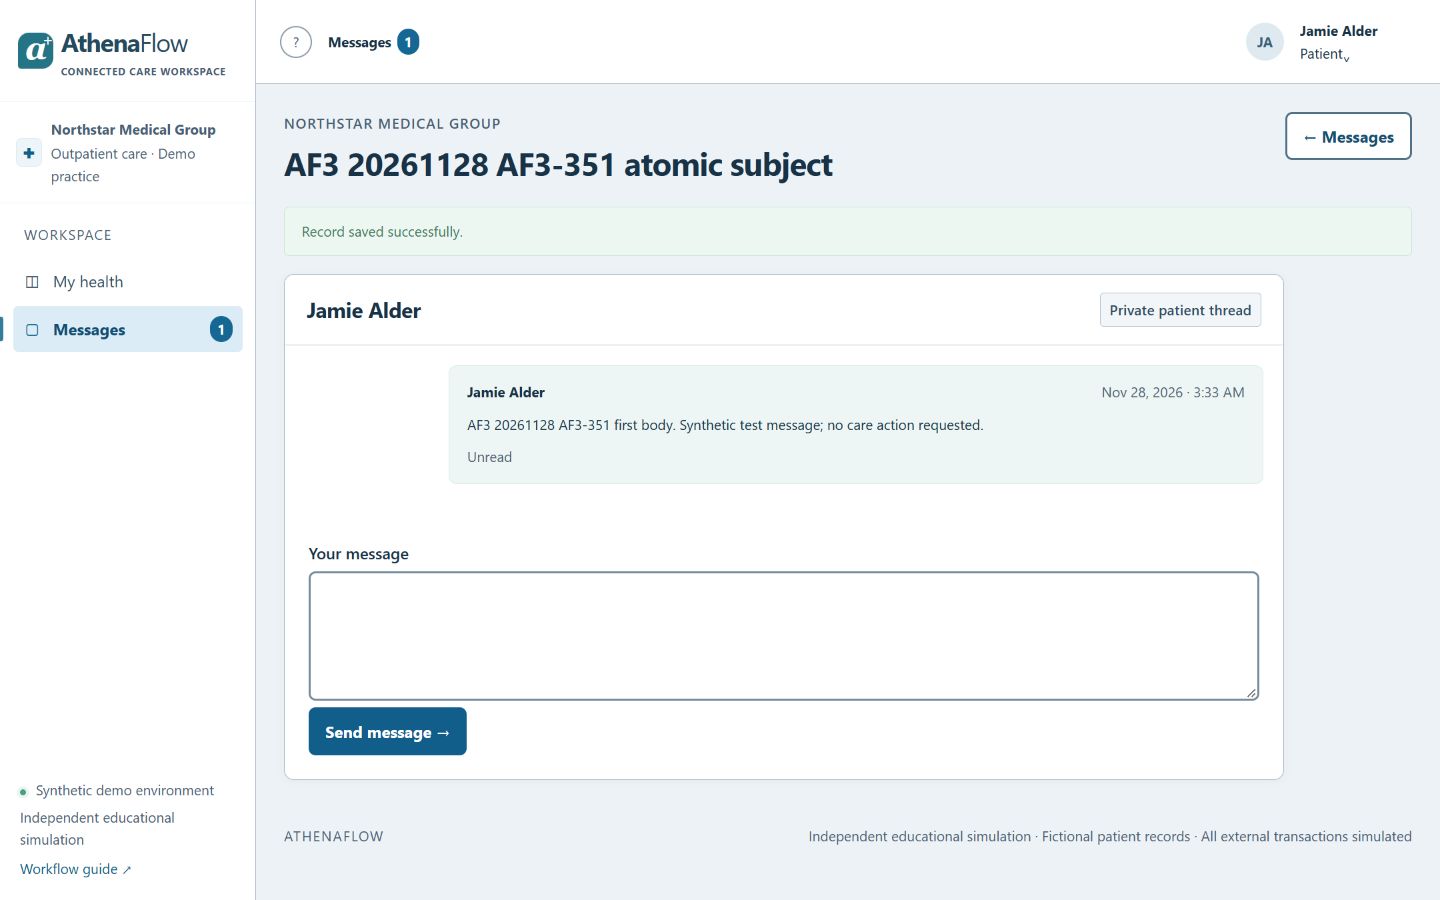 AthenaFlow
CONNECTED CARE WORKSPACE
Northstar Medical Group
Outpatient care · Demo
practice
WORKSPACE
My health
Messages 1
Synthetic demo environment
Independent educational
simulation
Workflow guide ↗
? Messages 1
JA Jamie Alder
Patient
NORTHSTAR MEDICAL GROUP
AF3 20261128 AF3-351 atomic subject
← Messages
Record saved successfully.
Jamie Alder
Private patient thread
Jamie Alder Nov 28, 2026 · 3:33 AM
AF3 20261128 AF3-351 first body. Synthetic test message; no care action requested.
Unread
Your message
Send message →
ATHENAFLOW
Independent educational simulation · Fictional patient records · All external transactions simulated